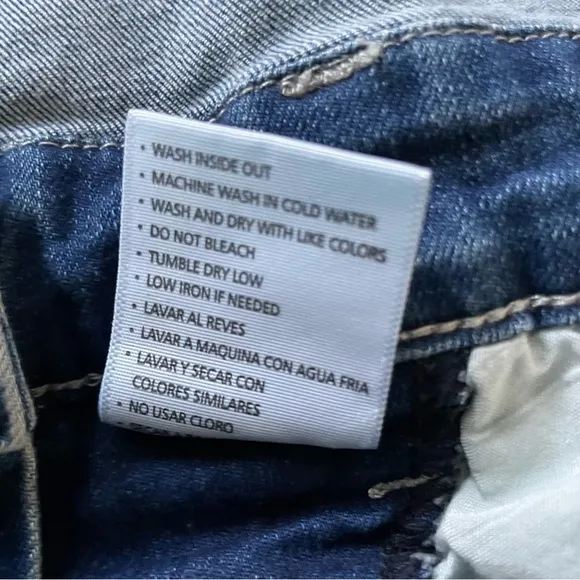 • WASH INSIDE OUT
• MACHINE WASH IN COLD WATER
• WASH AND DRY WITH LIKE COLORS
• DO NOT BLEACH
• TUMBLE DRY LOW
• LOW IRON IF NEEDED
• LAVAR AL REVES
• LAVAR A MAQUINA CON AGUA FRIA
• LAVAR Y SECAR CON
COLORES SIMILARES
• NO USAR CLORO